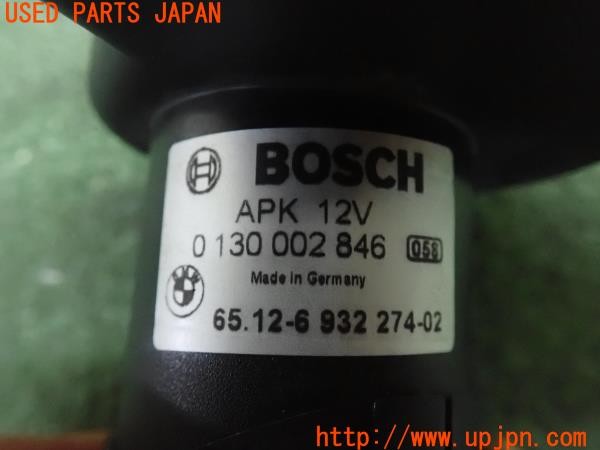 USED PARTS JAPAN
BOSCH
APK 12V
0 130 002 846 058
Made in Germany
65.12-6 932 274-02
UPJ
http://www.upjpn.com